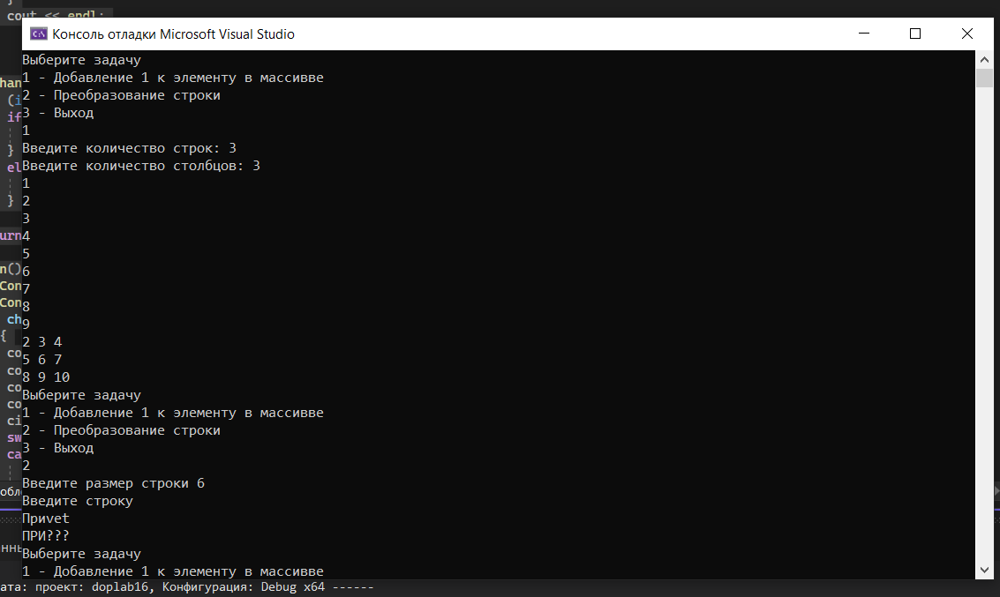 cout << endl;
Консоль отладки Microsoft Visual Studio
Выберите задачу
1 - Добавление 1 к элементу в массивве
2 - Преобразование строки
3 - Выход
1
Введите количество строк: 3
Введите количество столбцов: 3
1
2
3
4
5
6
7
8
9
2 3 4
5 6 7
8 9 10
Выберите задачу
1 - Добавление 1 к элементу в массивве
2 - Преобразование строки
3 - Выход
2
Введите размер строки 6
Введите строку
Приvet
ПРИ???
Выберите задачу
1 - Добавление 1 к элементу в массивве
ата: проект: doplab16, Конфигурация: Debug x64 ------